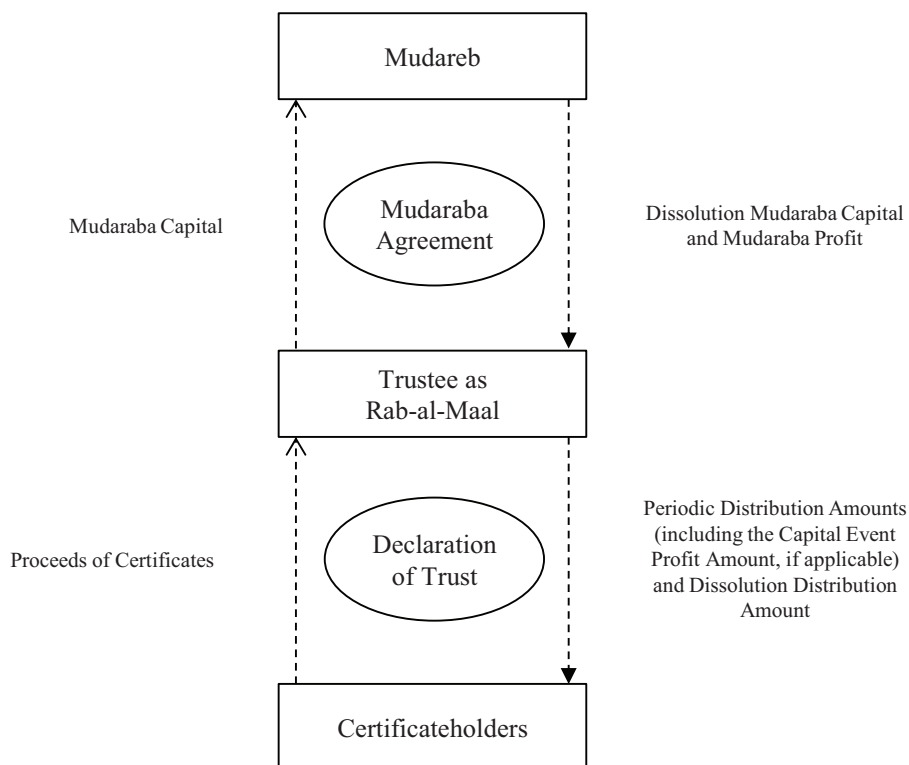 Mudareb
Mudaraba Capital
Mudaraba
Agreement
Dissolution Mudaraba Capital
and Mudaraba Profit
Trustee as
Rab-al-Maal
Proceeds of Certificates
Declaration
of Trust
Periodic Distribution Amounts
(including the Capital Event
Profit Amount, if applicable)
and Dissolution Distribution
Amount
Certificateholders